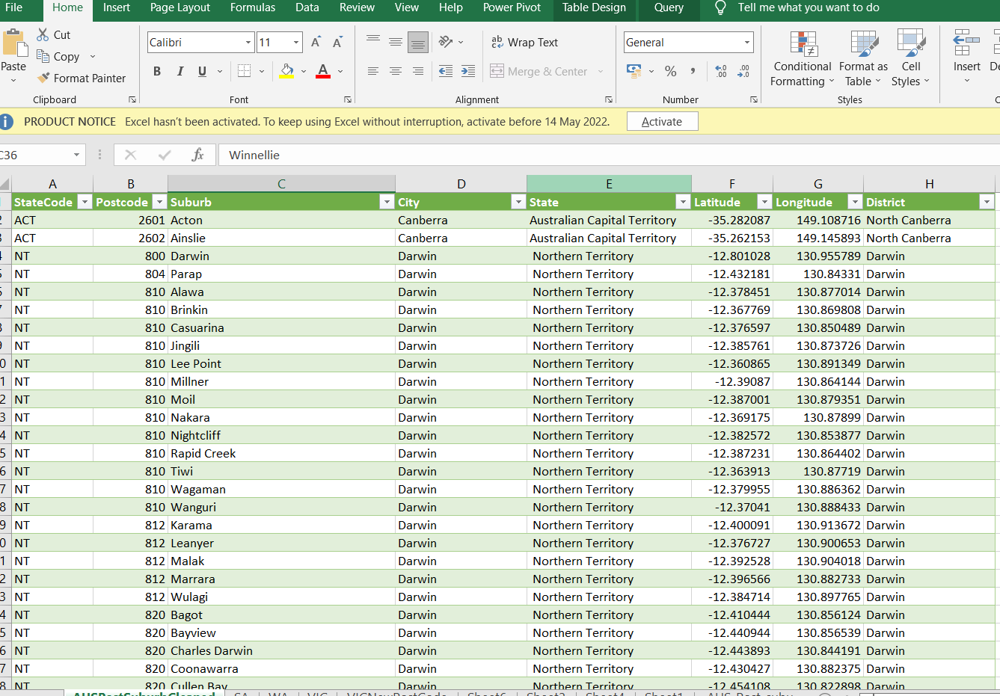 File Home Insert Page Layout Formulas Data Review View Help Power Pivot Table Design Query Tell me what you want to do
Cut
Copy
Format Painter
Paste
Clipboard
Calibri 11
B I U
Font
Wrap Text
Merge & Center
Alignment
General
%
Number
Conditional Formatting
Format as Table
Cell Styles
Styles
Insert
PRODUCT NOTICE Excel hasn't been activated. To keep using Excel without interruption, activate before 14 May 2022. Activate
C36 fx Winnellie
A B C D E F G H
StateCode Postcode Suburb City State Latitude Longitude District
ACT 2601 Acton Canberra Australian Capital Territory -35.282087 149.108716 North Canberra
ACT 2602 Ainslie Canberra Australian Capital Territory -35.262153 149.145893 North Canberra
NT 800 Darwin Darwin Northern Territory -12.801028 130.955789 Darwin
NT 804 Parap Darwin Northern Territory -12.432181 130.84331 Darwin
NT 810 Alawa Darwin Northern Territory -12.378451 130.877014 Darwin
NT 810 Brinkin Darwin Northern Territory -12.367769 130.869808 Darwin
NT 810 Casuarina Darwin Northern Territory -12.376597 130.850489 Darwin
NT 810 Jingili Darwin Northern Territory -12.385761 130.873726 Darwin
NT 810 Lee Point Darwin Northern Territory -12.360865 130.891349 Darwin
NT 810 Millner Darwin Northern Territory -12.39087 130.864144 Darwin
NT 810 Moil Darwin Northern Territory -12.387001 130.879351 Darwin
NT 810 Nakara Darwin Northern Territory -12.369175 130.87899 Darwin
NT 810 Nightcliff Darwin Northern Territory -12.382572 130.853877 Darwin
NT 810 Rapid Creek Darwin Northern Territory -12.387231 130.864402 Darwin
NT 810 Tiwi Darwin Northern Territory -12.363913 130.87719 Darwin
NT 810 Wagaman Darwin Northern Territory -12.379955 130.886362 Darwin
NT 810 Wanguri Darwin Northern Territory -12.37041 130.888433 Darwin
NT 812 Karama Darwin Northern Territory -12.400091 130.913672 Darwin
NT 812 Leanyer Darwin Northern Territory -12.376727 130.900653 Darwin
NT 812 Malak Darwin Northern Territory -12.392528 130.904018 Darwin
NT 812 Marrara Darwin Northern Territory -12.396566 130.882733 Darwin
NT 812 Wulagi Darwin Northern Territory -12.384714 130.897765 Darwin
NT 820 Bagot Darwin Northern Territory -12.410444 130.856124 Darwin
NT 820 Bayview Darwin Northern Territory -12.440944 130.856539 Darwin
NT 820 Charles Darwin Darwin Northern Territory -12.443893 130.844191 Darwin
NT 820 Coonawarra Darwin Northern Territory -12.430427 130.882375 Darwin
NT 820 Cullen Bay Darwin Northern Territory -12.454108 130.822898 Darwin
AUSPostSuburbCleaned SA WA VIC VICNewPostCode Sheet6 Sheet2 Sheet4 Sheet1